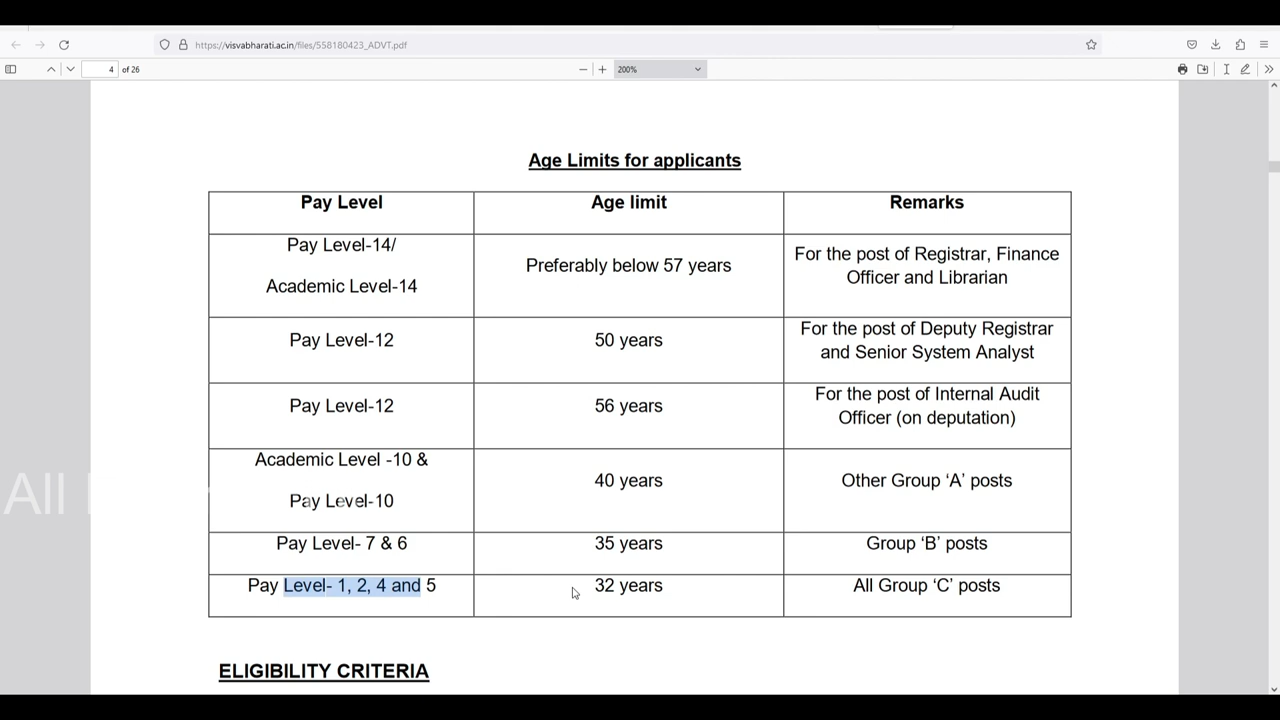 https://visvabharati.ac.in/files/558180423_ADVT.pdf
4 of 26
200%
Age Limits for applicants
Pay Level Age limit Remarks
Pay Level-14/
Academic Level-14
Preferably below 57 years
For the post of Registrar, Finance
Officer and Librarian
Pay Level-12
50 years
For the post of Deputy Registrar
and Senior System Analyst
Pay Level-12
56 years
For the post of Internal Audit
Officer (on deputation)
Academic Level -10 &
Pay Level-10
40 years
Other Group ‘A’ posts
Pay Level- 7 & 6 35 years Group ‘B’ posts
Pay Level- 1, 2, 4 and 5 32 years All Group ‘C’ posts
All
ELIGIBILITY CRITERIA